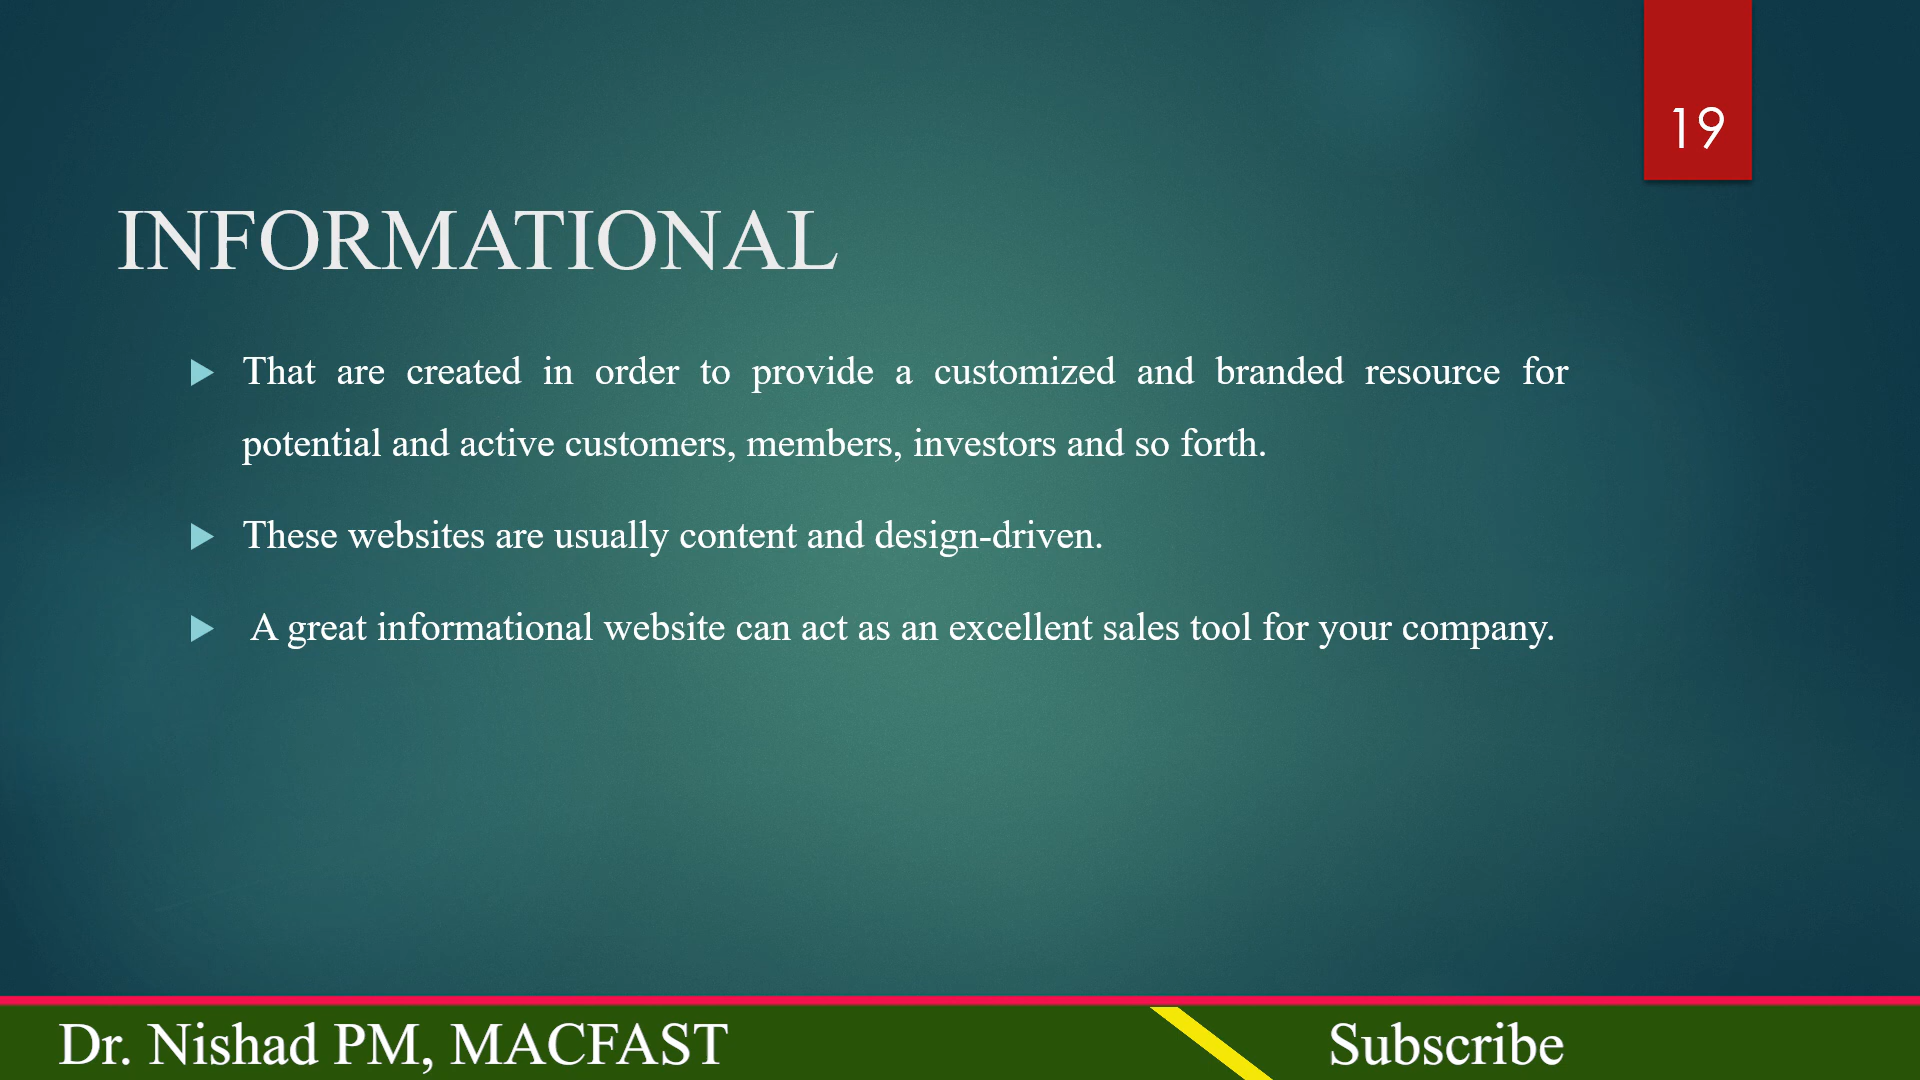 19
INFORMATIONAL
That are created in order to provide a customized and branded resource for
potential and active customers, members, investors and so forth.
These websites are usually content and design-driven.
A great informational website can act as an excellent sales tool for your company.
Dr. Nishad PM, MACFAST
Subscribe